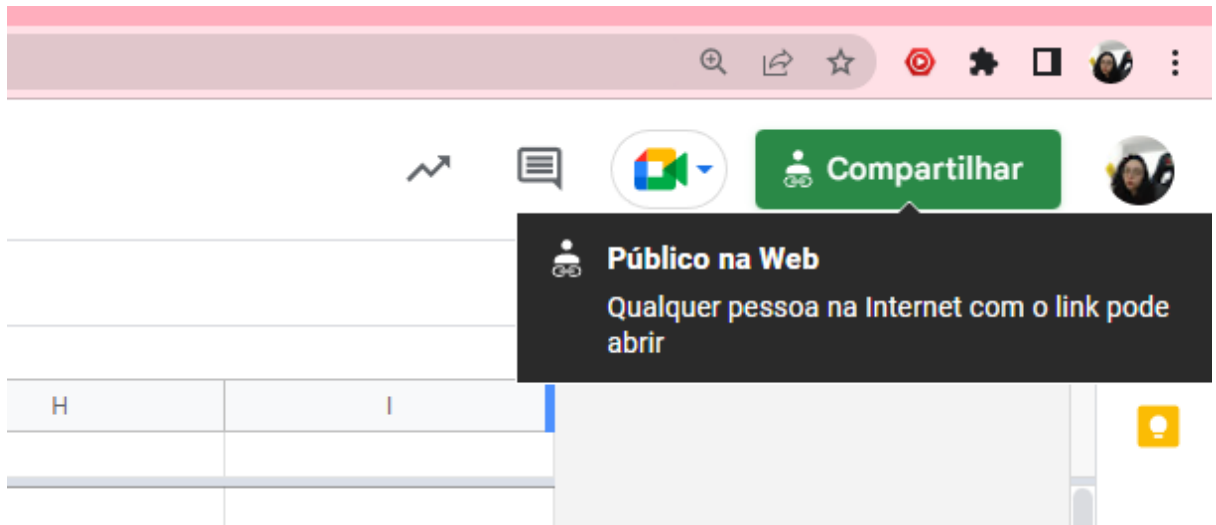 Compartilhar
Público na Web
Qualquer pessoa na Internet com o link pode
abrir
H I